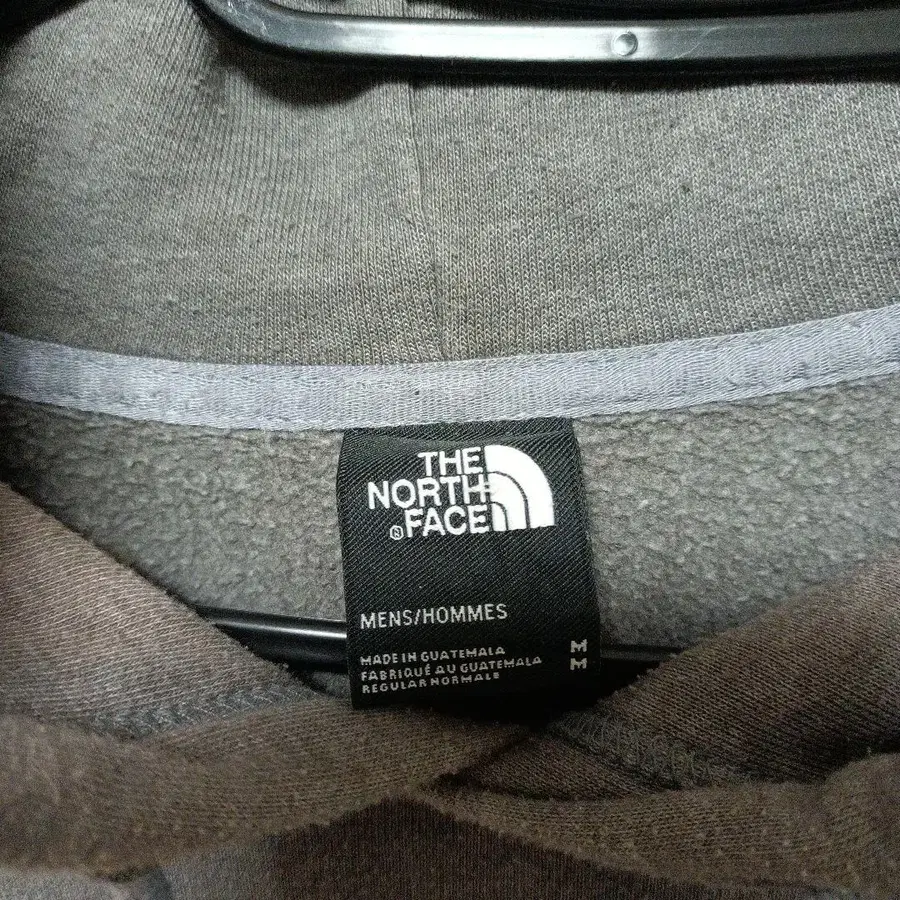 THE
NORTH
®FACE
MENS/HOMMES
MADE IN GUATEMALA M
FABRIQUÉ AU GUATEMALA M
REGULAR NORMALE